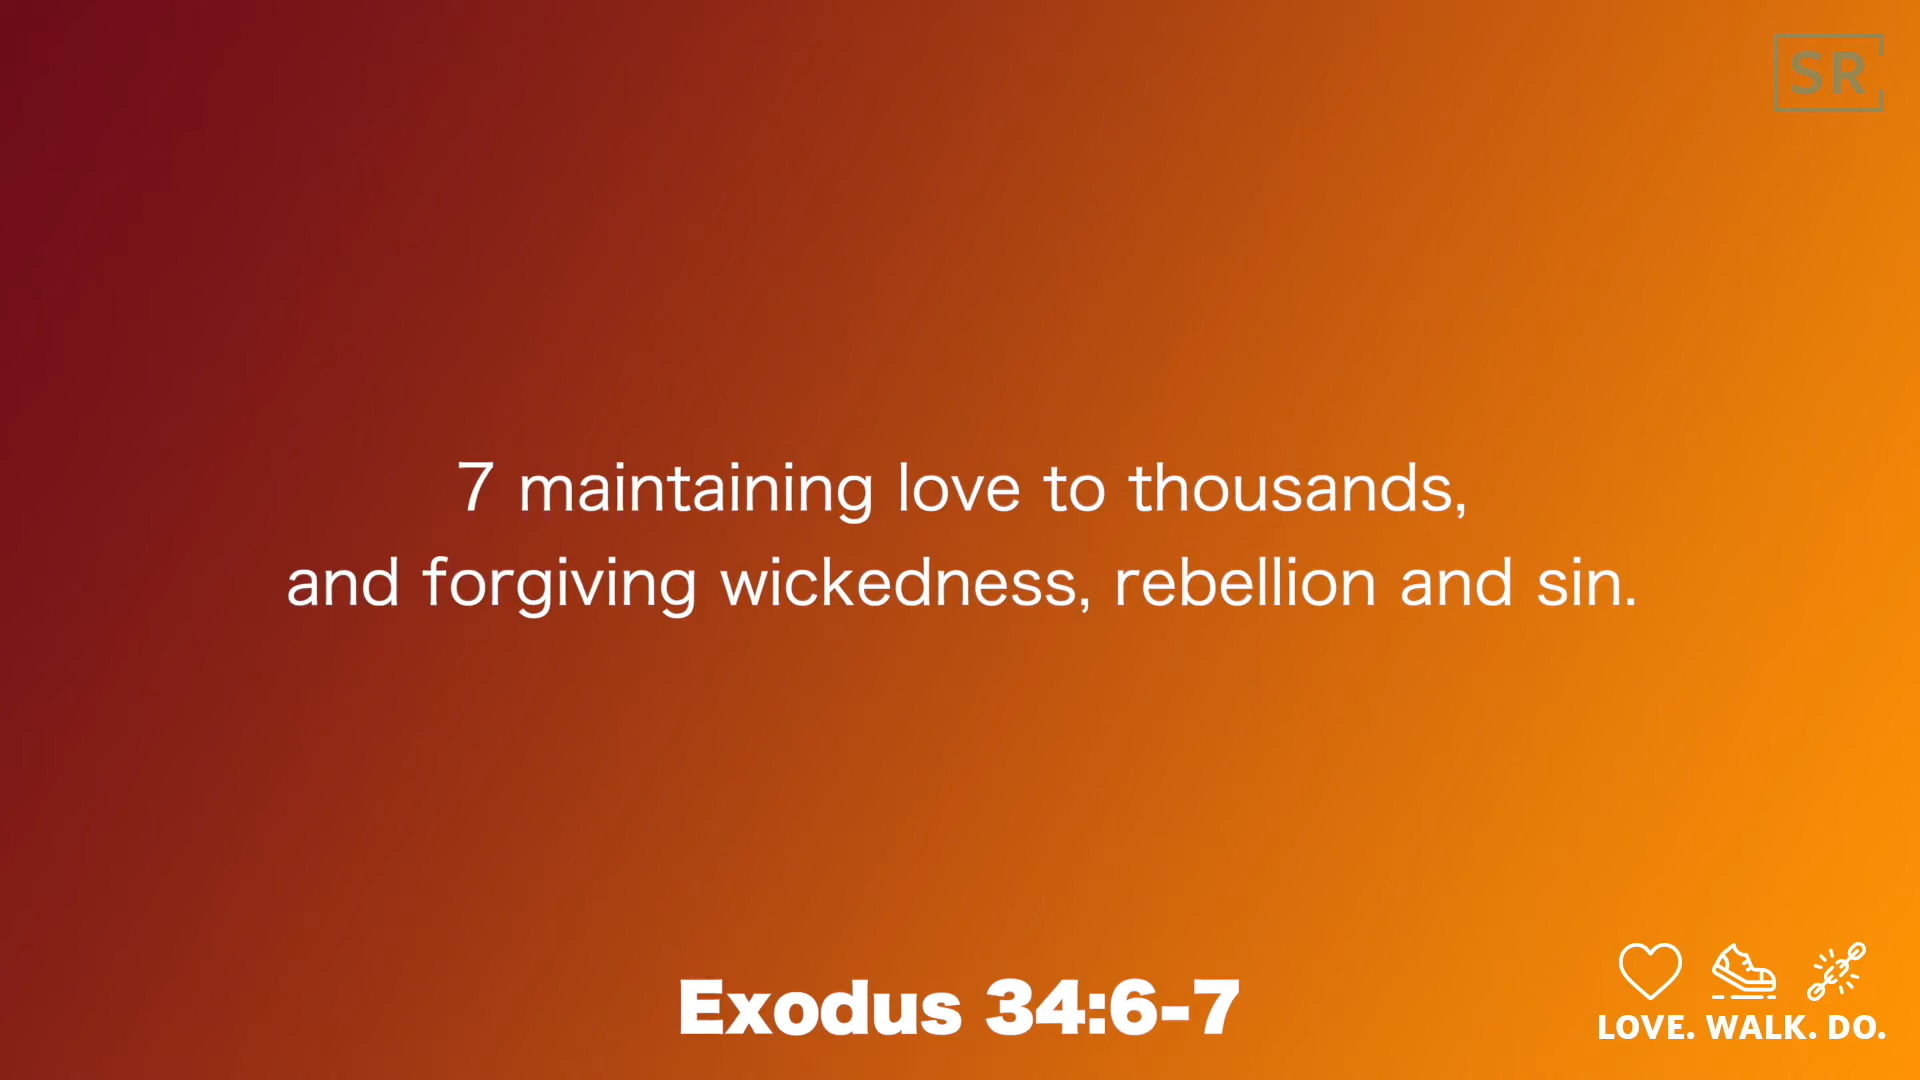 SR
7 maintaining love to thousands,
and forgiving wickedness, rebellion and sin.
Exodus 34:6-7
LOVE. WALK. DO.